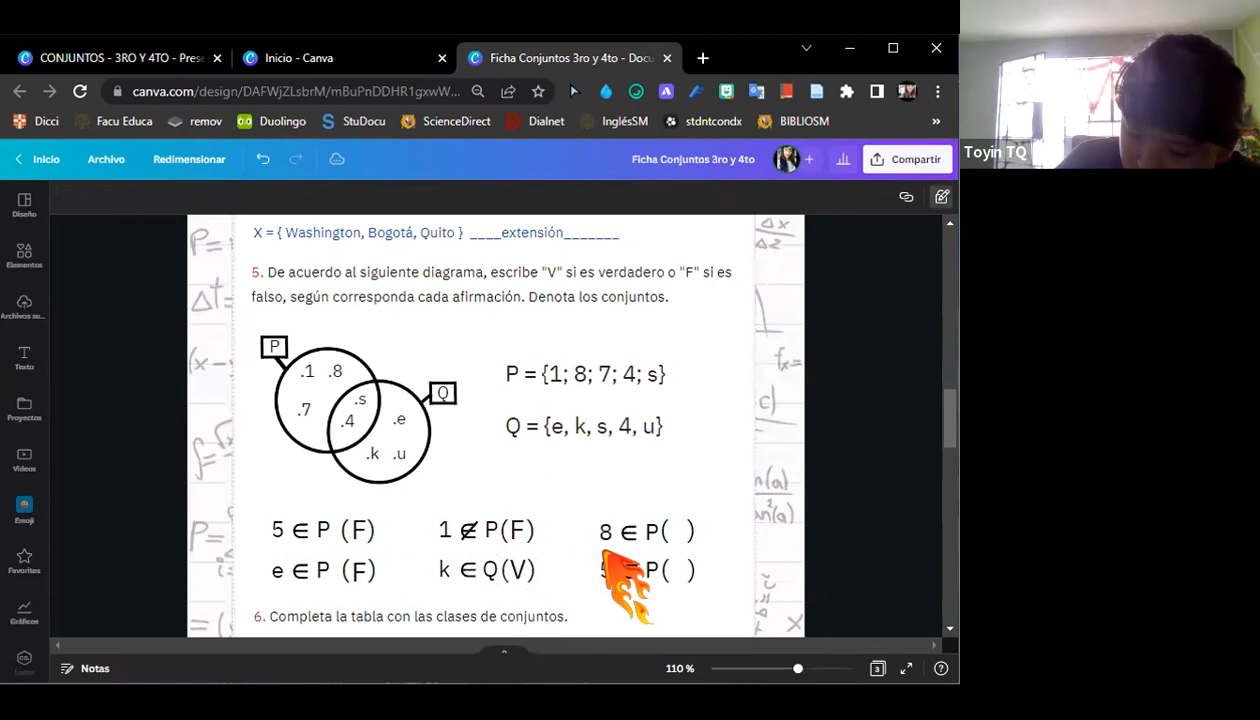 CONJUNTOS - 3RO Y 4TO - Pres
Inicio - Canva
Ficha Conjuntos 3ro y 4to - Docu
canva.com/design/DAFWjZLsbrM/mBuPnDDHR1gxwW...
Dicci
Facu Educa
remov
Duolingo
StuDocu
ScienceDirect
Dialnet
InglésSM
stdntcondx
BIBLIOSM
»
Inicio
Archivo
Redimensionar
Ficha Conjuntos 3ro y 4to
+
Compartir
Toyin TQ
Diseño
Elementos
Archivos su...
Texto
Proyectos
Videos
Emoji
Favoritos
Gráficos
X = { Washington, Bogotá, Quito } ____extensión_______
5. De acuerdo al siguiente diagrama, escribe "V" si es verdadero o "F" si es
falso, según corresponda cada afirmación. Denota los conjuntos.
P
.1 .8
.7
.s
.4
Q
.e
.k .u
P = {1; 8; 7; 4; s}
Q = {e, k, s, 4, u}
5 ∈ P (F) 1 ∉ P(F) 8 ∈ P( )
e ∈ P (F) k ∈ Q(V) P( )
6. Completa la tabla con las clases de conjuntos.
Notas
110 %
3